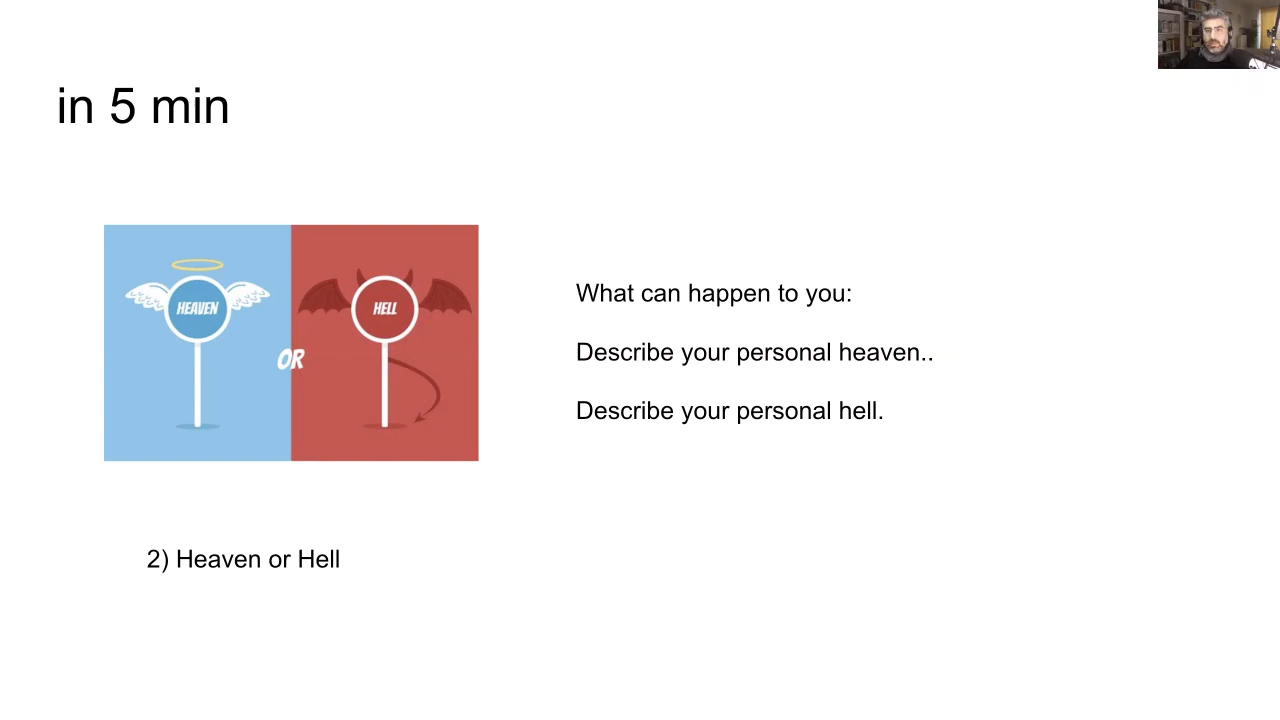 in 5 min
HEAVEN
HELL
OR
What can happen to you:
Describe your personal heaven..
Describe your personal hell.
2) Heaven or Hell